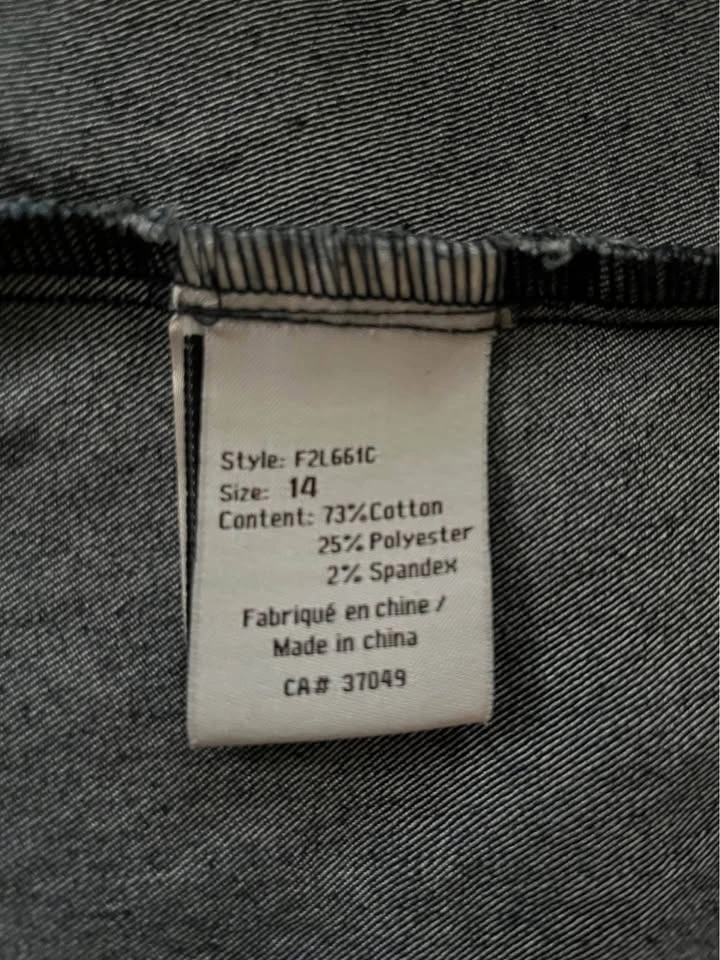 Style: F2L661C
Size: 14
Content: 73%Cotton
25% Polyester
2% Spandex
Fabriqué en chine /
Made in china
CA# 37049